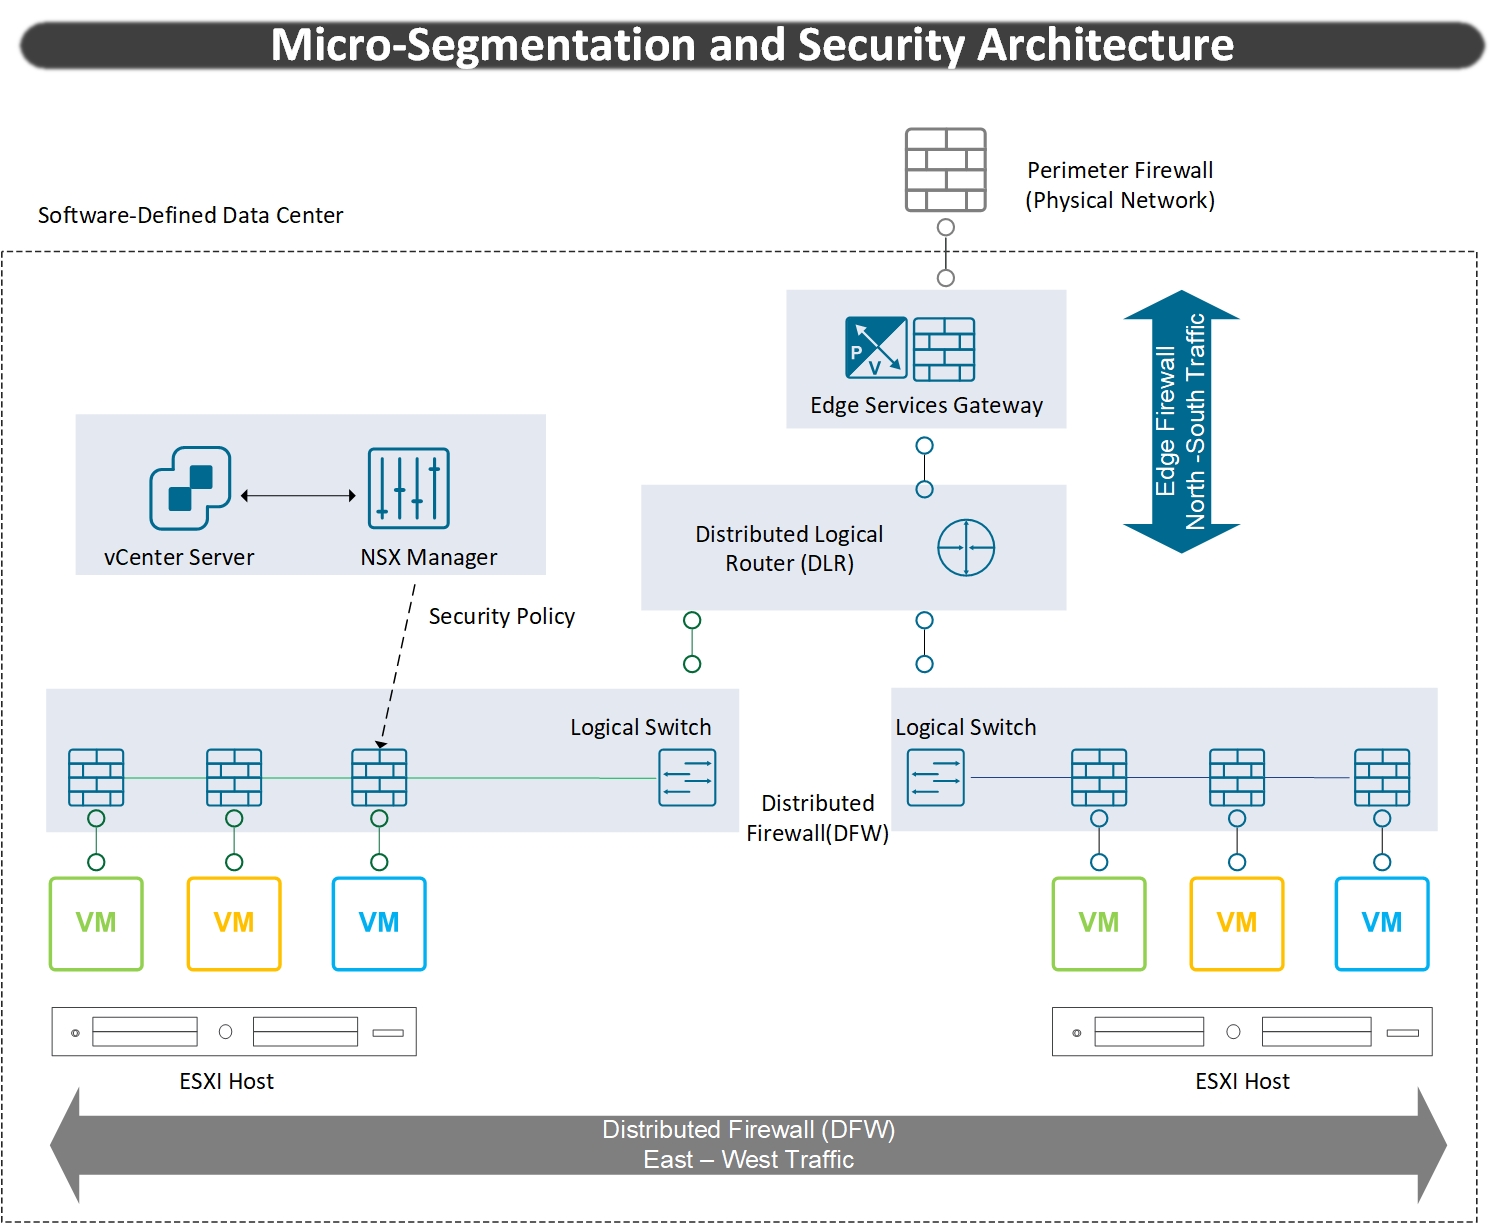 Micro-Segmentation and Security Architecture
Perimeter Firewall
(Physical Network)
Software-Defined Data Center
P
V
Edge Services Gateway
Edge Firewall
North -South Traffic
vCenter Server
NSX Manager
Distributed Logical
Router (DLR)
Security Policy
Logical Switch
Logical Switch
Distributed
Firewall(DFW)
VM
VM
VM
VM
VM
VM
ESXI Host
ESXI Host
Distributed Firewall (DFW)
East – West Traffic